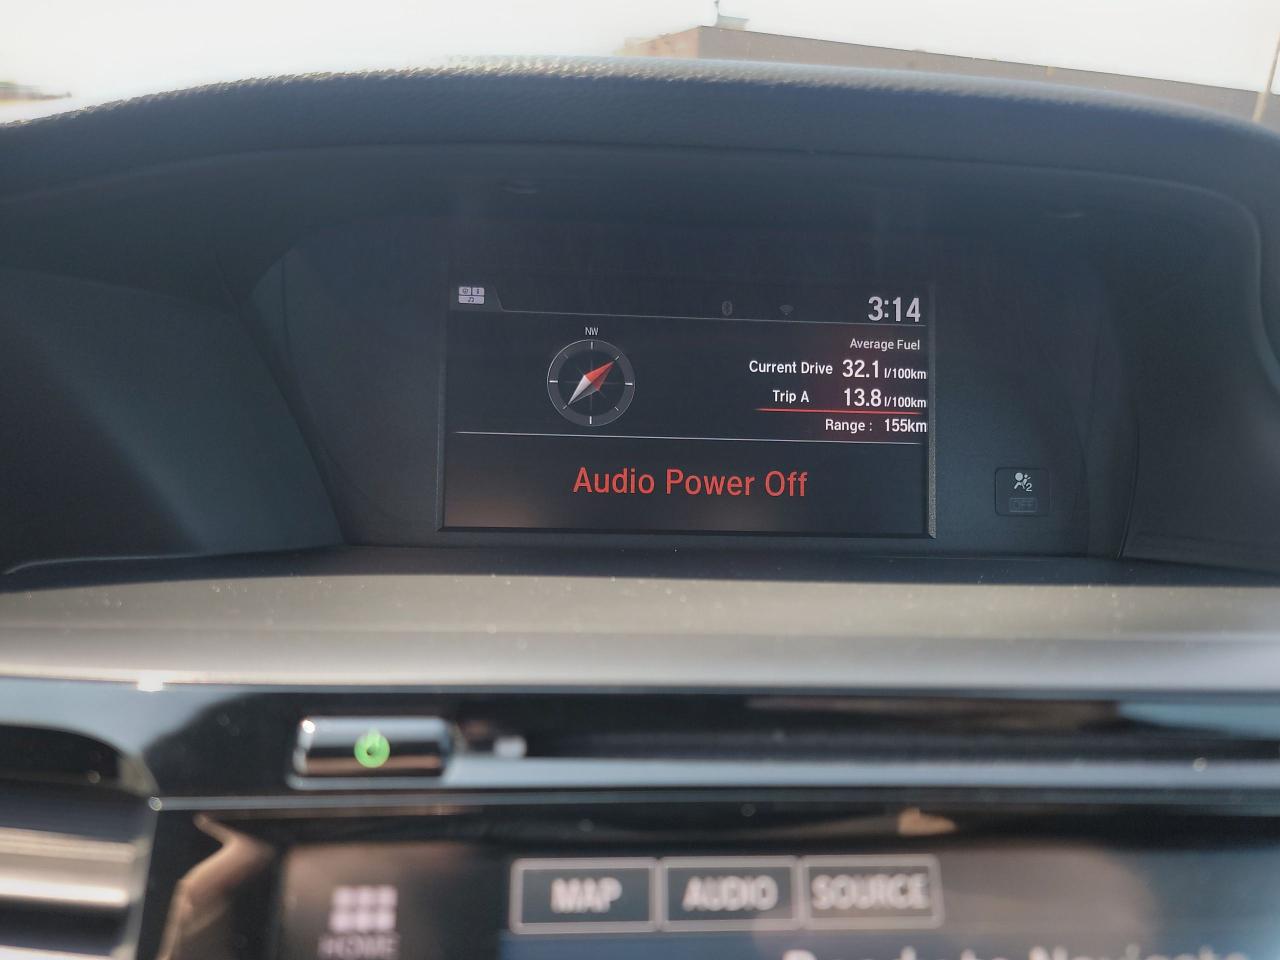 3:14
NW
Average Fuel
Current Drive 32.1 l/100km
Trip A 13.8 l/100km
Range : 155km
Audio Power Off
2
OFF
MAP AUDIO SOURCE
HOME